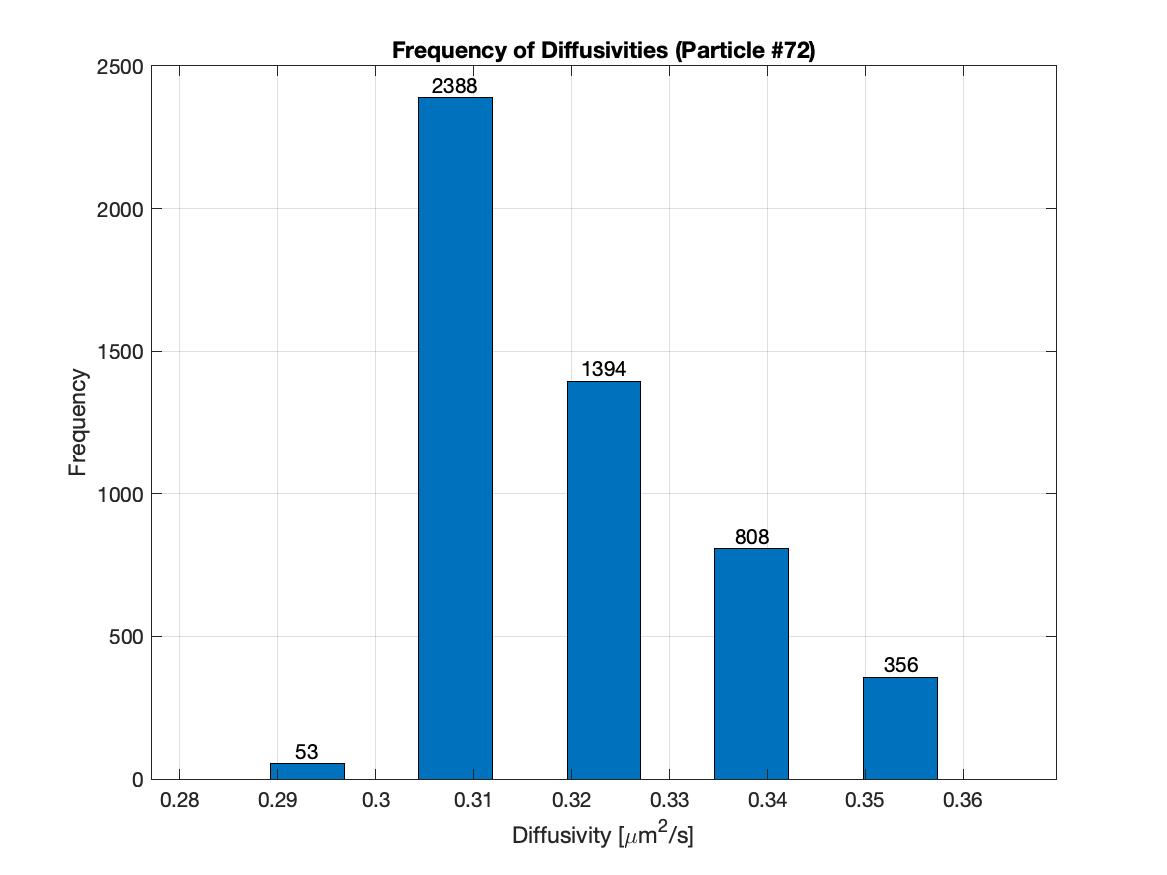 Frequency of Diffusivities (Particle #72)
2500
2000
1500
1000
500
0
Frequency
2388
1394
808
356
53
0.28 0.29 0.3 0.31 0.32 0.33 0.34 0.35 0.36
Diffusivity [μm²/s]